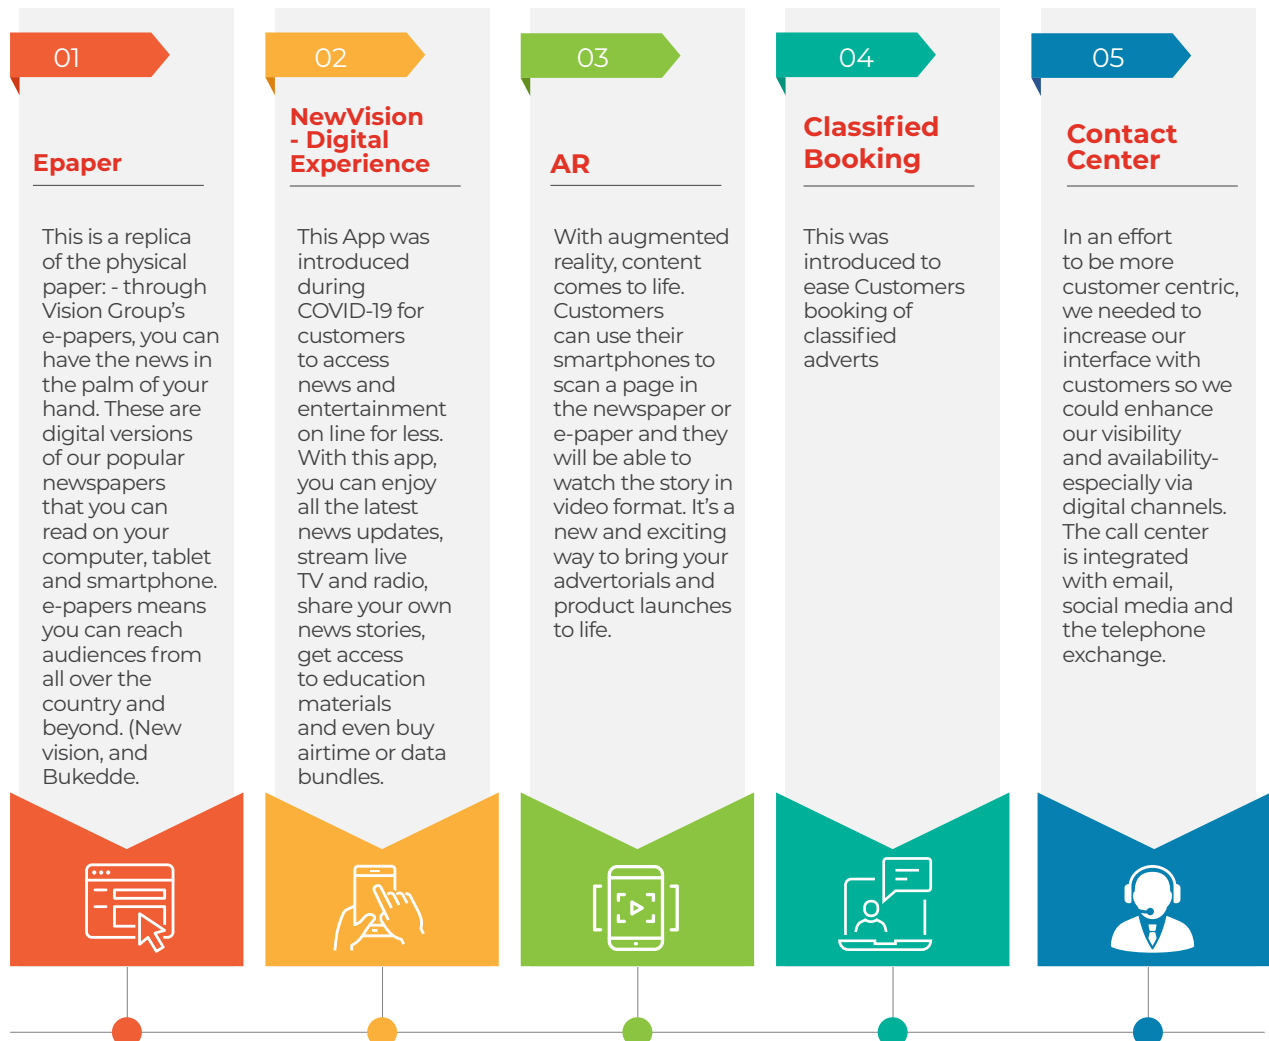 01
Epaper
This is a replica
of the physical
paper: - through
Vision Group's
e-papers, you can
have the news in
the palm of your
hand. These are
digital versions
of our popular
newspapers
that you can
read on your
computer, tablet
and smartphone.
e-papers means
you can reach
audiences from
all over the
country and
beyond. (New
vision, and
Bukedde.
02
NewVision
- Digital
Experience
This App was
introduced
during
COVID-19 for
customers
to access
news and
entertainment
on line for less.
With this app,
you can enjoy
all the latest
news updates,
stream live
TV and radio,
share your own
news stories,
get access
to education
materials
and even buy
airtime or data
bundles.
03
AR
With augmented
reality, content
comes to life.
Customers
can use their
smartphones to
scan a page in
the newspaper or
e-paper and they
will be able to
watch the story in
video format. It's a
new and exciting
way to bring your
advertorials and
product launches
to life.
04
Classified
Booking
This was
introduced to
ease Customers
booking of
classified
adverts
05
Contact
Center
In an effort
to be more
customer centric,
we needed to
increase our
interface with
customers so we
could enhance
our visibility
and availability-
especially via
digital channels.
The call center
is integrated
with email,
social media and
the telephone
exchange.